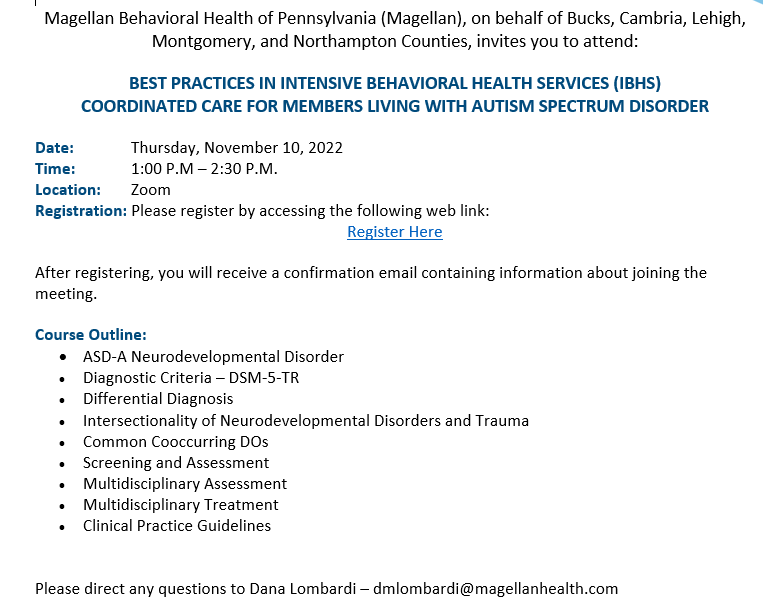 Magellan Behavioral Health of Pennsylvania (Magellan), on behalf of Bucks, Cambria, Lehigh,
Montgomery, and Northampton Counties, invites you to attend:
BEST PRACTICES IN INTENSIVE BEHAVIORAL HEALTH SERVICES (IBHS)
COORDINATED CARE FOR MEMBERS LIVING WITH AUTISM SPECTRUM DISORDER
Date: Thursday, November 10, 2022
Time: 1:00 P.M – 2:30 P.M.
Location: Zoom
Registration: Please register by accessing the following web link:
Register Here
After registering, you will receive a confirmation email containing information about joining the
meeting.
Course Outline:
• ASD-A Neurodevelopmental Disorder
• Diagnostic Criteria – DSM-5-TR
• Differential Diagnosis
• Intersectionality of Neurodevelopmental Disorders and Trauma
• Common Cooccurring DOs
• Screening and Assessment
• Multidisciplinary Assessment
• Multidisciplinary Treatment
• Clinical Practice Guidelines
Please direct any questions to Dana Lombardi – dmlombardi@magellanhealth.com